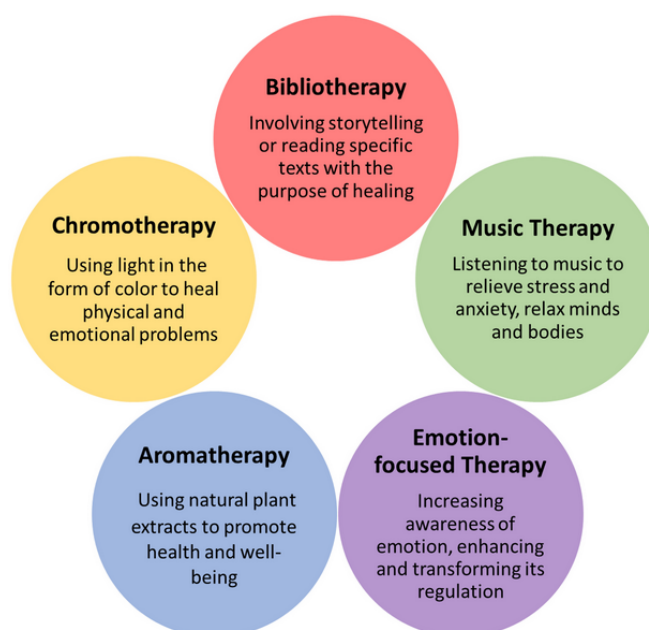 Bibliotherapy
Involving storytelling
or reading specific
texts with the
purpose of healing
Chromotherapy
Using light in the
form of color to heal
physical and
emotional problems
Music Therapy
Listening to music to
relieve stress and
anxiety, relax minds
and bodies
Aromatherapy
Using natural plant
extracts to promote
health and well-
being
Emotion-
focused Therapy
Increasing
awareness of
emotion, enhancing
and transforming its
regulation